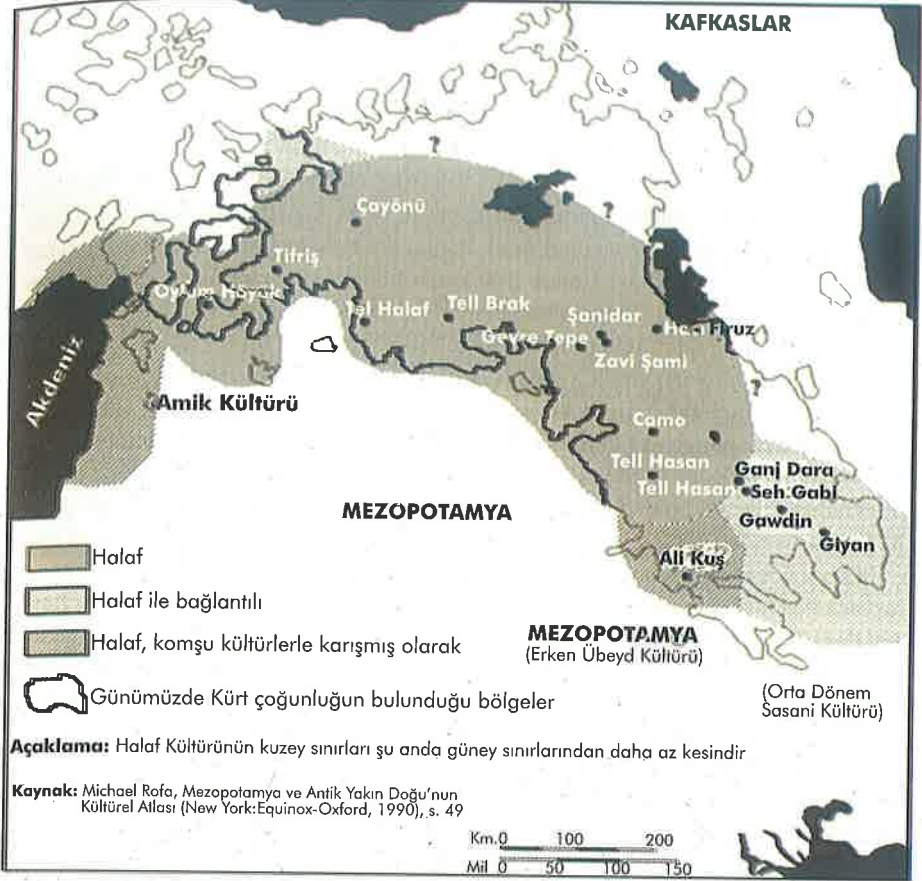 KAFKASLAR
?
Çayönü
?
Tifriş
Oylum Höyük
Tel Halaf
Tell Brak
Şanidar
Hacı Firuz
Gevre Tepe
Zavi Şami
Akdeniz
?
Amik Kültürü
Camo
Tell Hasan
Ganj Dara
Tell Hasan
Seh Gabi
MEZOPOTAMYA
Gawdin
Giyan
Halaf
Ali Kuş
Halaf ile bağlantılı
Halaf, komşu kültürlerle karışmış olarak
MEZOPOTAMYA
(Erken Übeyd Kültürü)
Günümüzde Kürt çoğunluğun bulunduğu bölgeler
(Orta Dönem
Sasani Kültürü)
Açaklama: Halaf Kültürünün kuzey sınırları şu anda güney sınırlarından daha az kesindir
Kaynak: Michael Rofa, Mezopotamya ve Antik Yakın Doğu'nun
Kültürel Atlası (New York:Equinox-Oxford, 1990), s. 49
Km.0 100 200
Mil 0 50 100 150